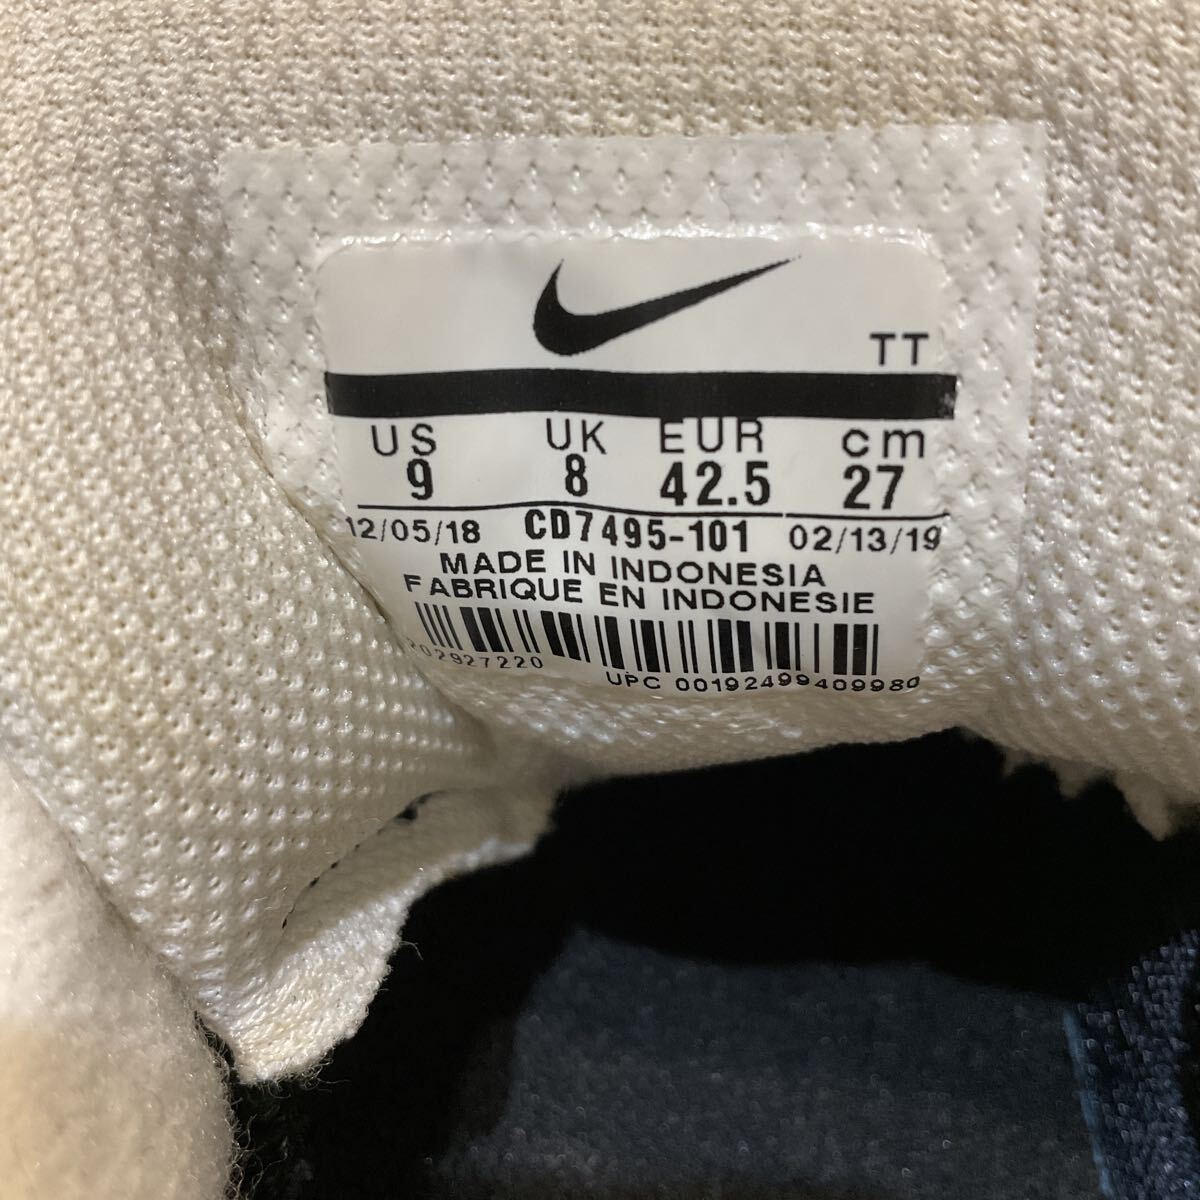 TT
US UK EUR cm
9 8 42.5 27
12/05/18 CD7495-101 02/13/19
MADE IN INDONESIA
FABRIQUE EN INDONESIE
UPC 00192499409980